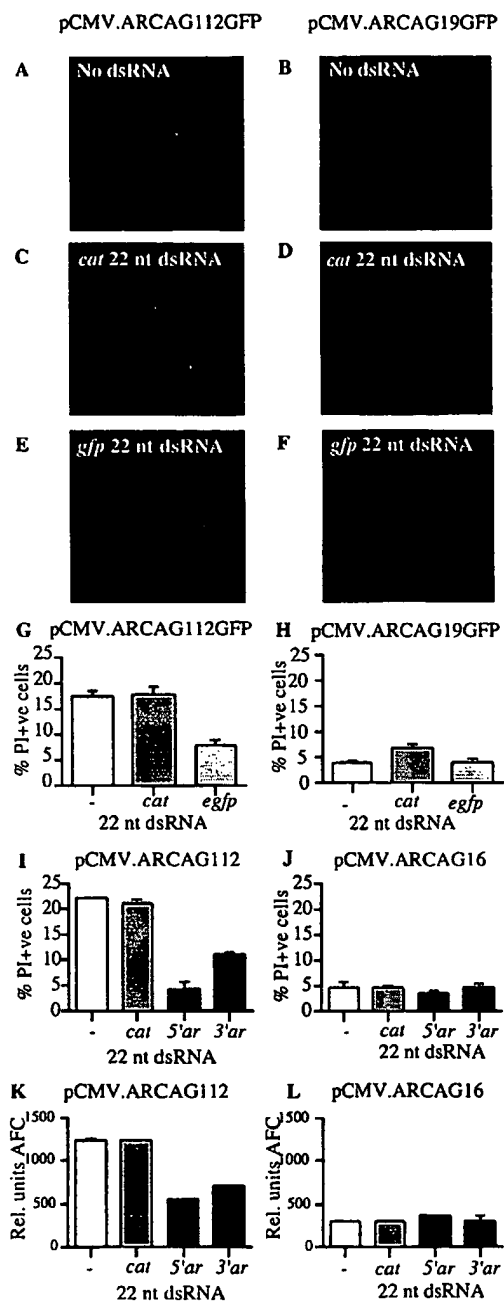 pCMV.ARCAG112GFP pCMV.ARCAG19GFP
A B
No dsRNA No dsRNA
C D
cat 22 nt dsRNA cat 22 nt dsRNA
E F
gfp 22 nt dsRNA gfp 22 nt dsRNA
G pCMV.ARCAG112GFP H pCMV.ARCAG19GFP
% PI+ve cells % PI+ve cells
25 25
20 20
15 15
10 10
5 5
0 0
- cat egfp - cat egfp
22 nt dsRNA 22 nt dsRNA
I pCMV.ARCAG112 J pCMV.ARCAG16
% PI+ve cells % PI+ve cells
25 25
20 20
15 15
10 10
5 5
0 0
- cat 5'ar 3'ar - cat 5'ar 3'ar
22 nt dsRNA 22 nt dsRNA
K pCMV.ARCAG112 L pCMV.ARCAG16
Rel. units AFC Rel. units AFC
1500 1500
1000 1000
500 500
0 0
- cat 5'ar 3'ar - cat 5'ar 3'ar
22 nt dsRNA 22 nt dsRNA